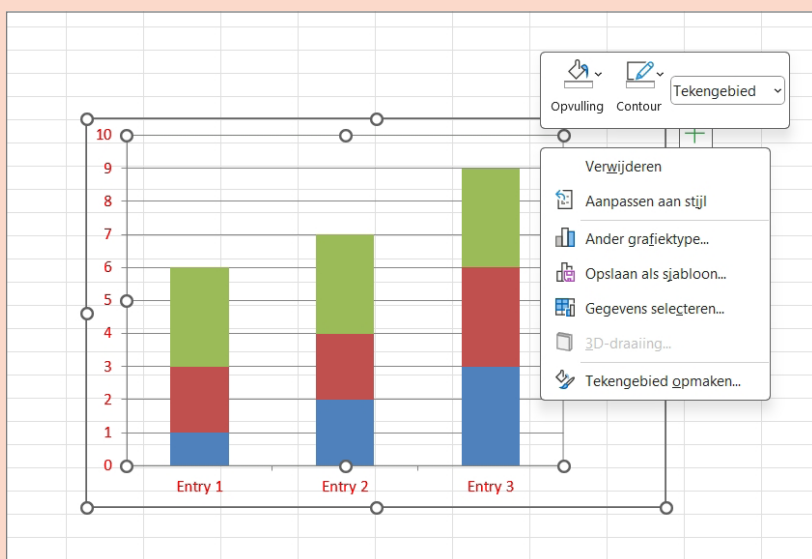 Opvulling Contour Tekengebied
Verwijderen
Aanpassen aan stijl
Ander grafiektype...
Opslaan als sjabloon...
Gegevens selecteren...
3D-draaiing...
Tekengebied opmaken...
10
9
8
7
6
5
4
3
2
1
0
Entry 1 Entry 2 Entry 3